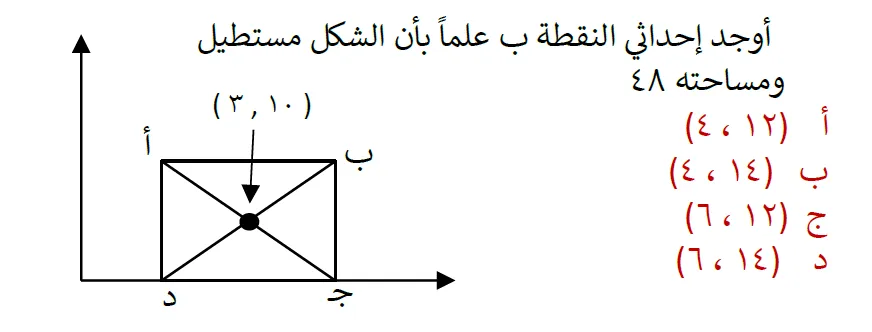 أوجد إحداثي النقطة ب علماً بأن الشكل مستطيل
ومساحته ٤٨
( ٣ , ١٠ )
أ (١٢ ، ٤)
ب (١٤ ، ٤)
ج (١٢ ، ٦)
د (١٤ ، ٦)
أ
ب
د
جـ